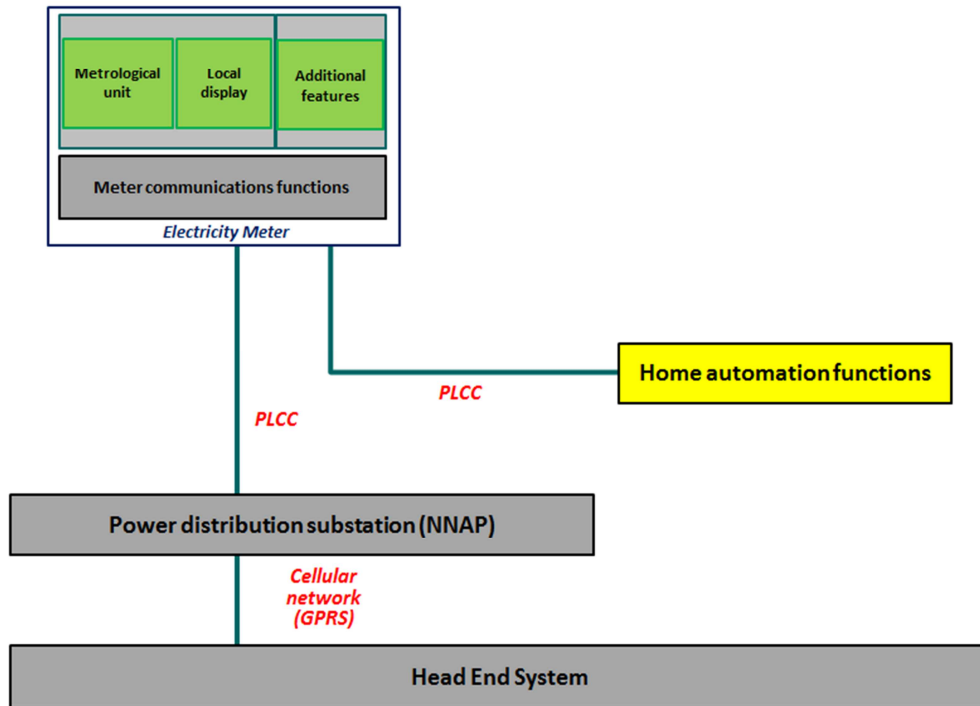 Metrological
unit
Local
display
Additional
features
Meter communications functions
Electricity Meter
Home automation functions
PLCC
PLCC
Power distribution substation (NNAP)
Cellular
network
(GPRS)
Head End System